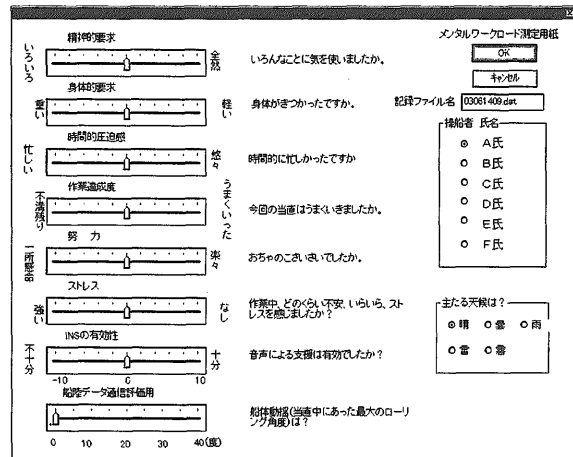 メンタルワークロード測定用紙
OK
キャンセル
記録ファイル名 03061409.dat
操船者 氏名
A氏
B氏
C氏
D氏
E氏
F氏
主たる天候は?
晴 曇 雨
雪 霧
精神的要求
いろいろ 全然
いろんなことに気を使いましたか。
身体的要求
重い 軽い
身体がきつかったですか。
時間的圧迫感
忙しい 悠々
時間的に忙しかったですか
作業達成度
不満残り うまくいった
今回の当直はうまくいきましたか。
努 力
一所懸命 楽々
おちゃのこさいさいでしたか。
ストレス
強い なし
作業中、どのくらい不安、いらいら、スト
レスを感じましたか?
INSの有効性
不十分 十分
音声による支援は有効でしたか?
-10 0 10
船陸データ通信評価用
船体動揺(当直中にあった最大のローリ
ング角度)は?
0 10 20 30 40(度)